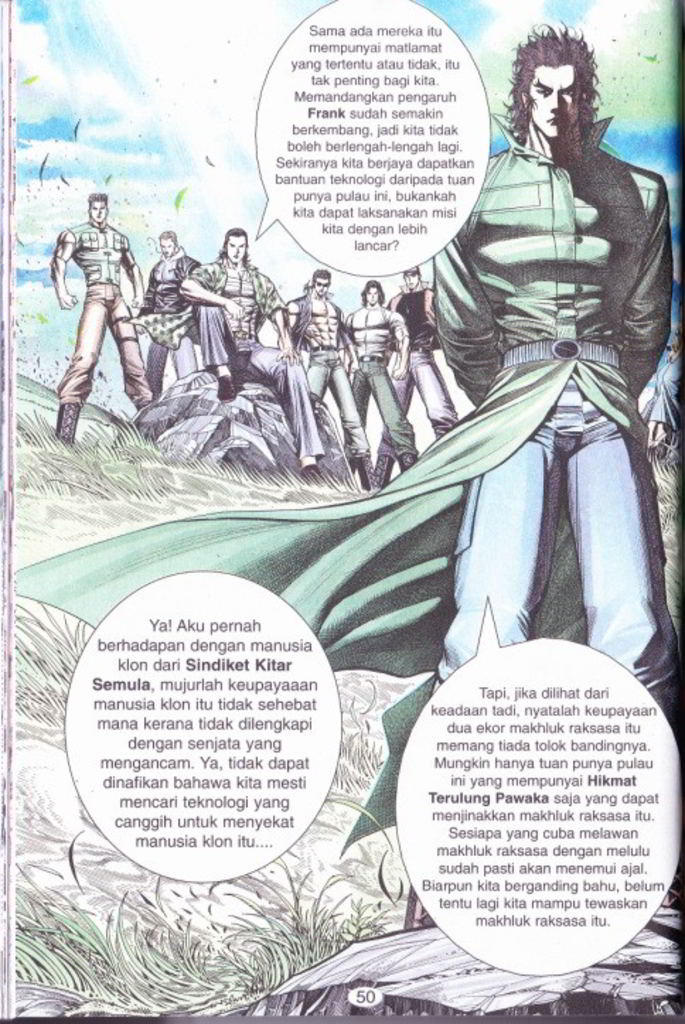 Sama ada mereka itu
mempunyai matlamat
yang tertentu atau tidak, itu
tak penting bagi kita.
Memandangkan pengaruh
Frank sudah semakin
berkembang, jadi kita tidak
boleh berlengah-lengah lagi.
Sekiranya kita berjaya dapatkan
bantuan teknologi daripada tuan
punya pulau ini, bukankah
kita dapat laksanakan misi
kita dengan lebih
lancar?
Ya! Aku pernah
berhadapan dengan manusia
klon dari Sindiket Kitar
Semula, mujurlah keupayaaan
manusia klon itu tidak sehebat
mana kerana tidak dilengkapi
dengan senjata yang
mengancam. Ya, tidak dapat
dinafikan bahawa kita mesti
mencari teknologi yang
canggih untuk menyekat
manusia klon itu....
Tapi, jika dilihat dari
keadaan tadi, nyatalah keupayaan
dua ekor makhluk raksasa itu
memang tiada tolok bandingnya.
Mungkin hanya tuan punya pulau
ini yang mempunyai Hikmat
Terulung Pawaka saja yang dapat
menjinakkan makhluk raksasa itu.
Sesiapa yang cuba melawan
makhluk raksasa dengan melulu
sudah pasti akan menemui ajal.
Biarpun kita berganding bahu, belum
tentu lagi kita mampu tewaskan
makhluk raksasa itu.
50